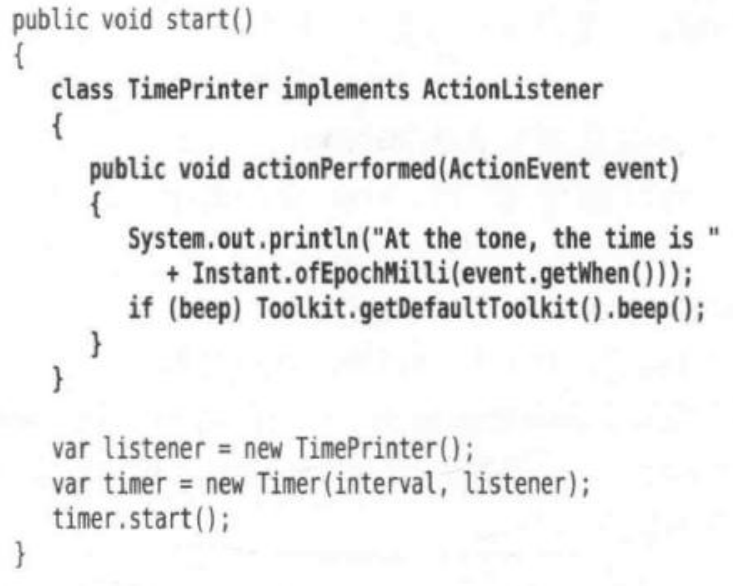 public void start()
{
class TimePrinter implements ActionListener
{
public void actionPerformed(ActionEvent event)
{
System.out.println("At the tone, the time is "
+ Instant.ofEpochMilli(event.getWhen()));
if (beep) Toolkit.getDefaultToolkit().beep();
}
}
var listener = new TimePrinter();
var timer = new Timer(interval, listener);
timer.start();
}